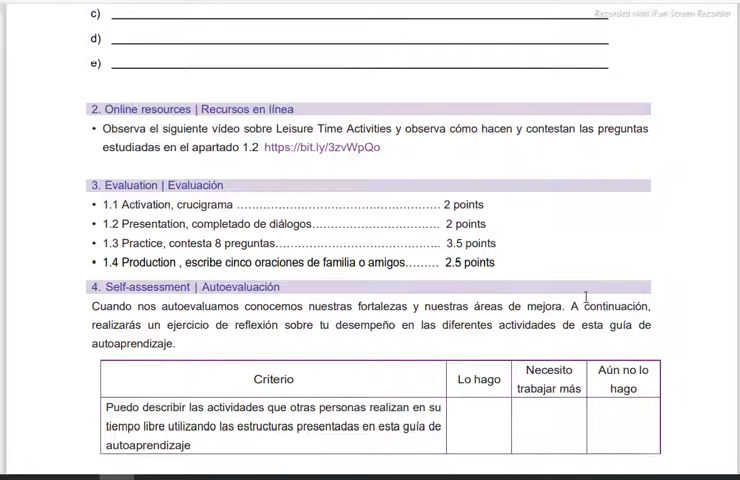 Recorded with iFun Screen Recorder
c)
d)
e)
2. Online resources | Recursos en línea
• Observa el siguiente vídeo sobre Leisure Time Activities y observa cómo hacen y contestan las preguntas
estudiadas en el apartado 1.2 https://bit.ly/3zvWpQo
3. Evaluation | Evaluación
• 1.1 Activation, crucigrama ………………………………………… 2 points
• 1.2 Presentation, completado de diálogos………………………. 2 points
• 1.3 Practice, contesta 8 preguntas……………………………….. 3.5 points
• 1.4 Production , escribe cinco oraciones de familia o amigos……… 2.5 points
4. Self-assessment | Autoevaluación
Cuando nos autoevaluamos conocemos nuestras fortalezas y nuestras áreas de mejora. A continuación,
realizarás un ejercicio de reflexión sobre tu desempeño en las diferentes actividades de esta guía de
autoaprendizaje.
Criterio
Lo hago
Necesito
trabajar más
Aún no lo
hago
Puedo describir las actividades que otras personas realizan en su
tiempo libre utilizando las estructuras presentadas en esta guía de
autoaprendizaje